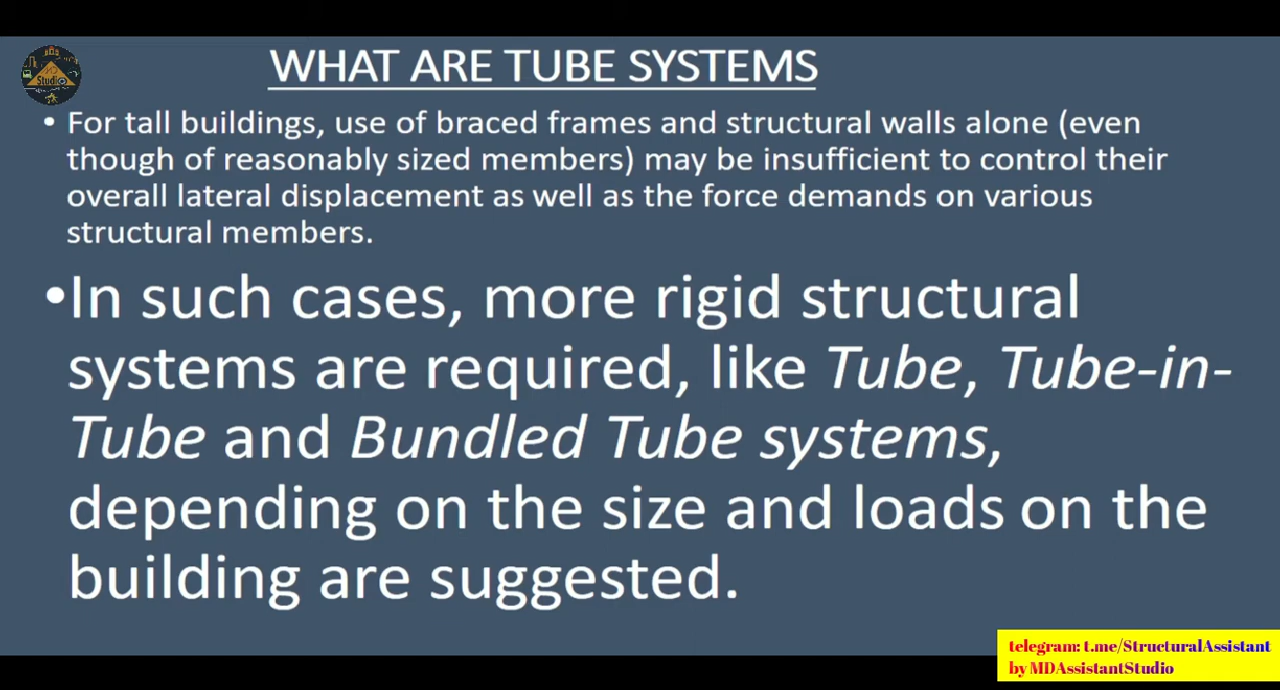 WHAT ARE TUBE SYSTEMS
Studio
• For tall buildings, use of braced frames and structural walls alone (even
though of reasonably sized members) may be insufficient to control their
overall lateral displacement as well as the force demands on various
structural members.
•In such cases, more rigid structural
systems are required, like Tube, Tube-in-
Tube and Bundled Tube systems,
depending on the size and loads on the
building are suggested.
telegram: t.me/StructuralAssistant
by MDAssistantStudio